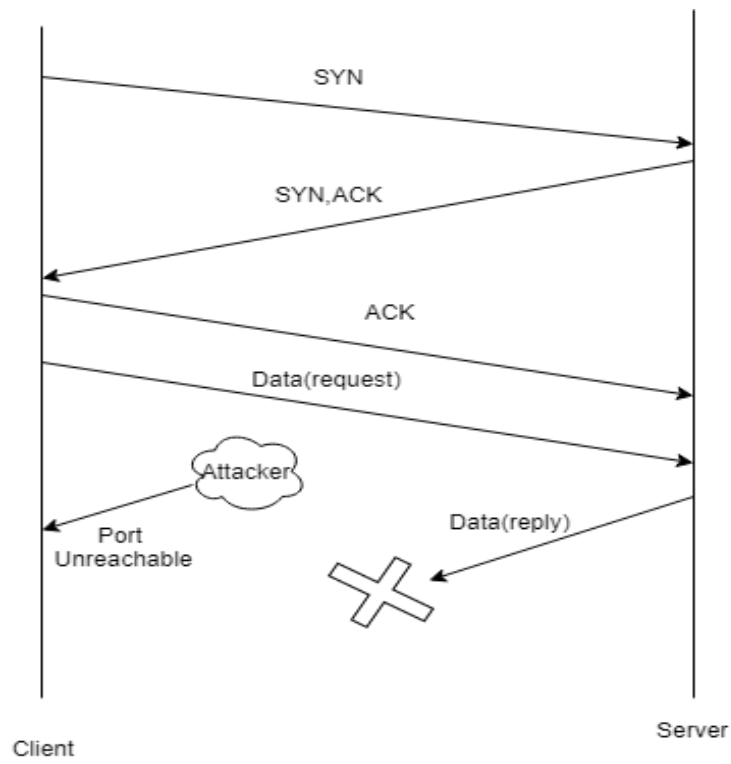 SYN
SYN,ACK
ACK
Data(request)
Attacker
Port
Unreachable
Data(reply)
Client
Server